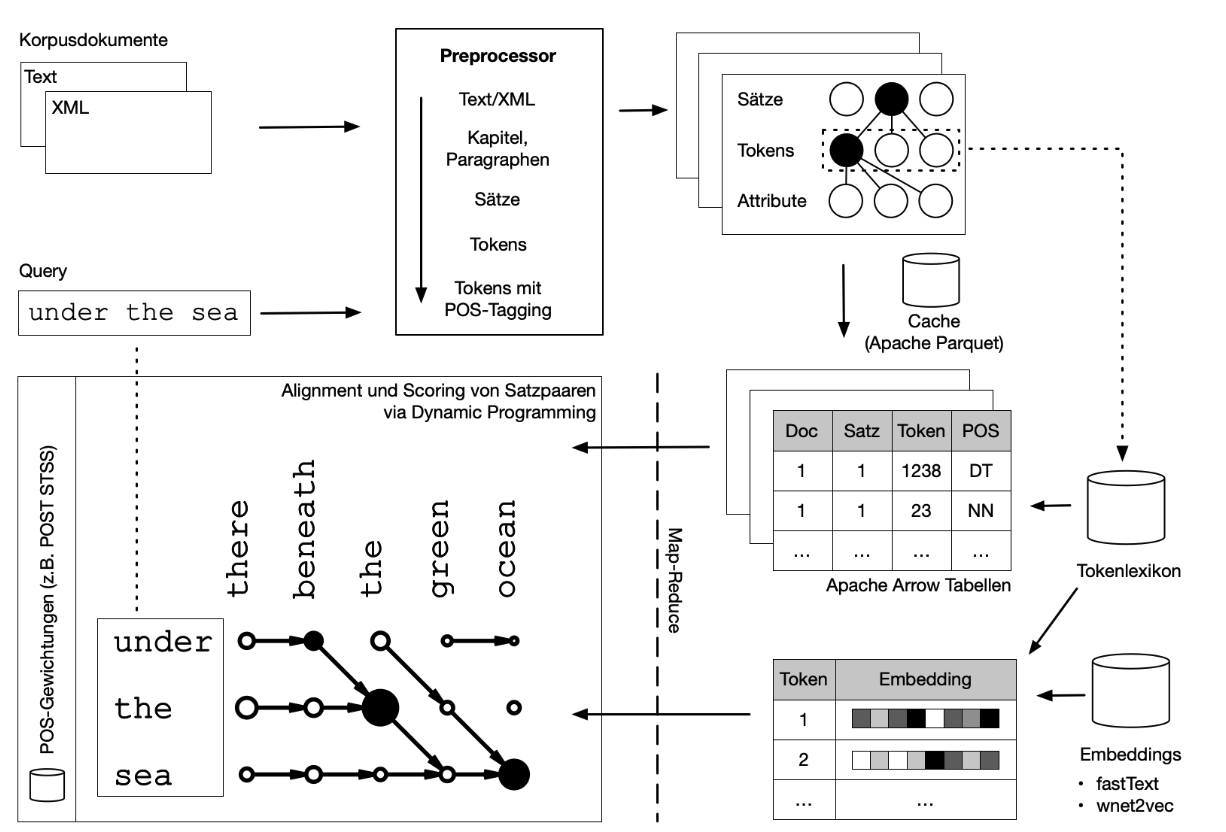 Korpusdokumente
Text
XML
Preprocessor
Text/XML
Kapitel,
Paragraphen
Sätze
Tokens
Tokens mit
POS-Tagging
Sätze
Tokens
Attribute
Query
under the sea
Cache
(Apache Parquet)
Alignment und Scoring von Satzpaaren
via Dynamic Programming
POS-Gewichtungen (z.B. POST STSS)
there
beneath
the
green
ocean
under
the
sea
Map-Reduce
Doc Satz Token POS
1 1 1238 DT
1 1 23 NN
... ... ... ...
Apache Arrow Tabellen
Tokenlexikon
Token Embedding
1
2
... ...
Embeddings
• fastText
• wnet2vec